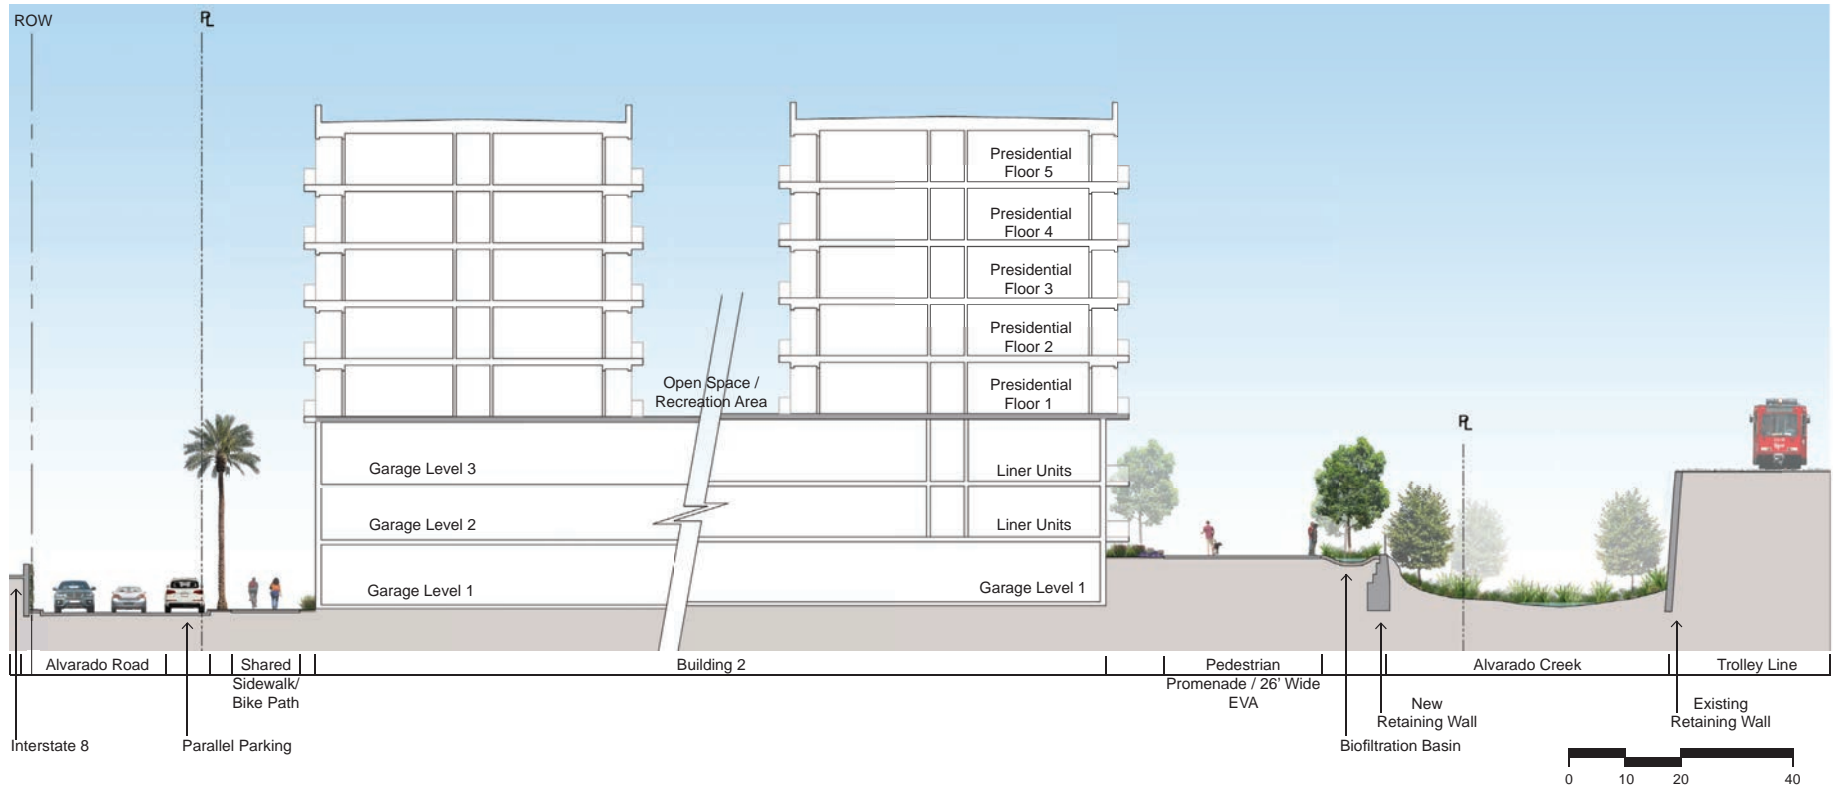 ROW
PL
Presidential
Floor 5
Presidential
Floor 4
Presidential
Floor 3
Presidential
Floor 2
Presidential
Floor 1
Open Space /
Recreation Area
PL
Garage Level 3
Liner Units
Garage Level 2
Liner Units
Garage Level 1
Garage Level 1
Alvarado Road
Shared
Sidewalk/
Bike Path
Building 2
Pedestrian
Promenade / 26' Wide
EVA
Alvarado Creek
Trolley Line
New
Retaining Wall
Existing
Retaining Wall
Interstate 8
Parallel Parking
Biofiltration Basin
0 10 20 40